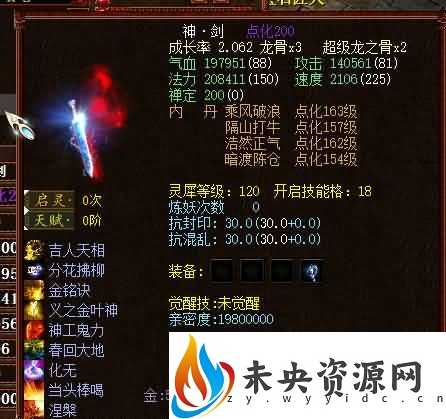 神·剑 点化200
成长率 2.062 龙骨x3 超级龙之骨x2
气血 197951(88) 攻击 140561(81)
法力 208411(150) 速度 2106(225)
禅定 200(0)
内 丹 乘风破浪 点化163级
隔山打牛 点化157级
浩然正气 点化162级
暗渡陈仓 点化154级
启灵: 0次
天赋: 0阶
灵犀等级: 120 开启技能格: 18
炼妖次数 0
抗封印: 30.0(30.0+0.0)
抗混乱: 30.0(30.0+0.0)
装备:
觉醒技:未觉醒
亲密度:19800000
吉人天相
分花拂柳
金铭诀
义之金叶神
神工鬼力
春回大地
化无
当头棒喝
涅槃
未央资源网
zy.wyyidc.cn